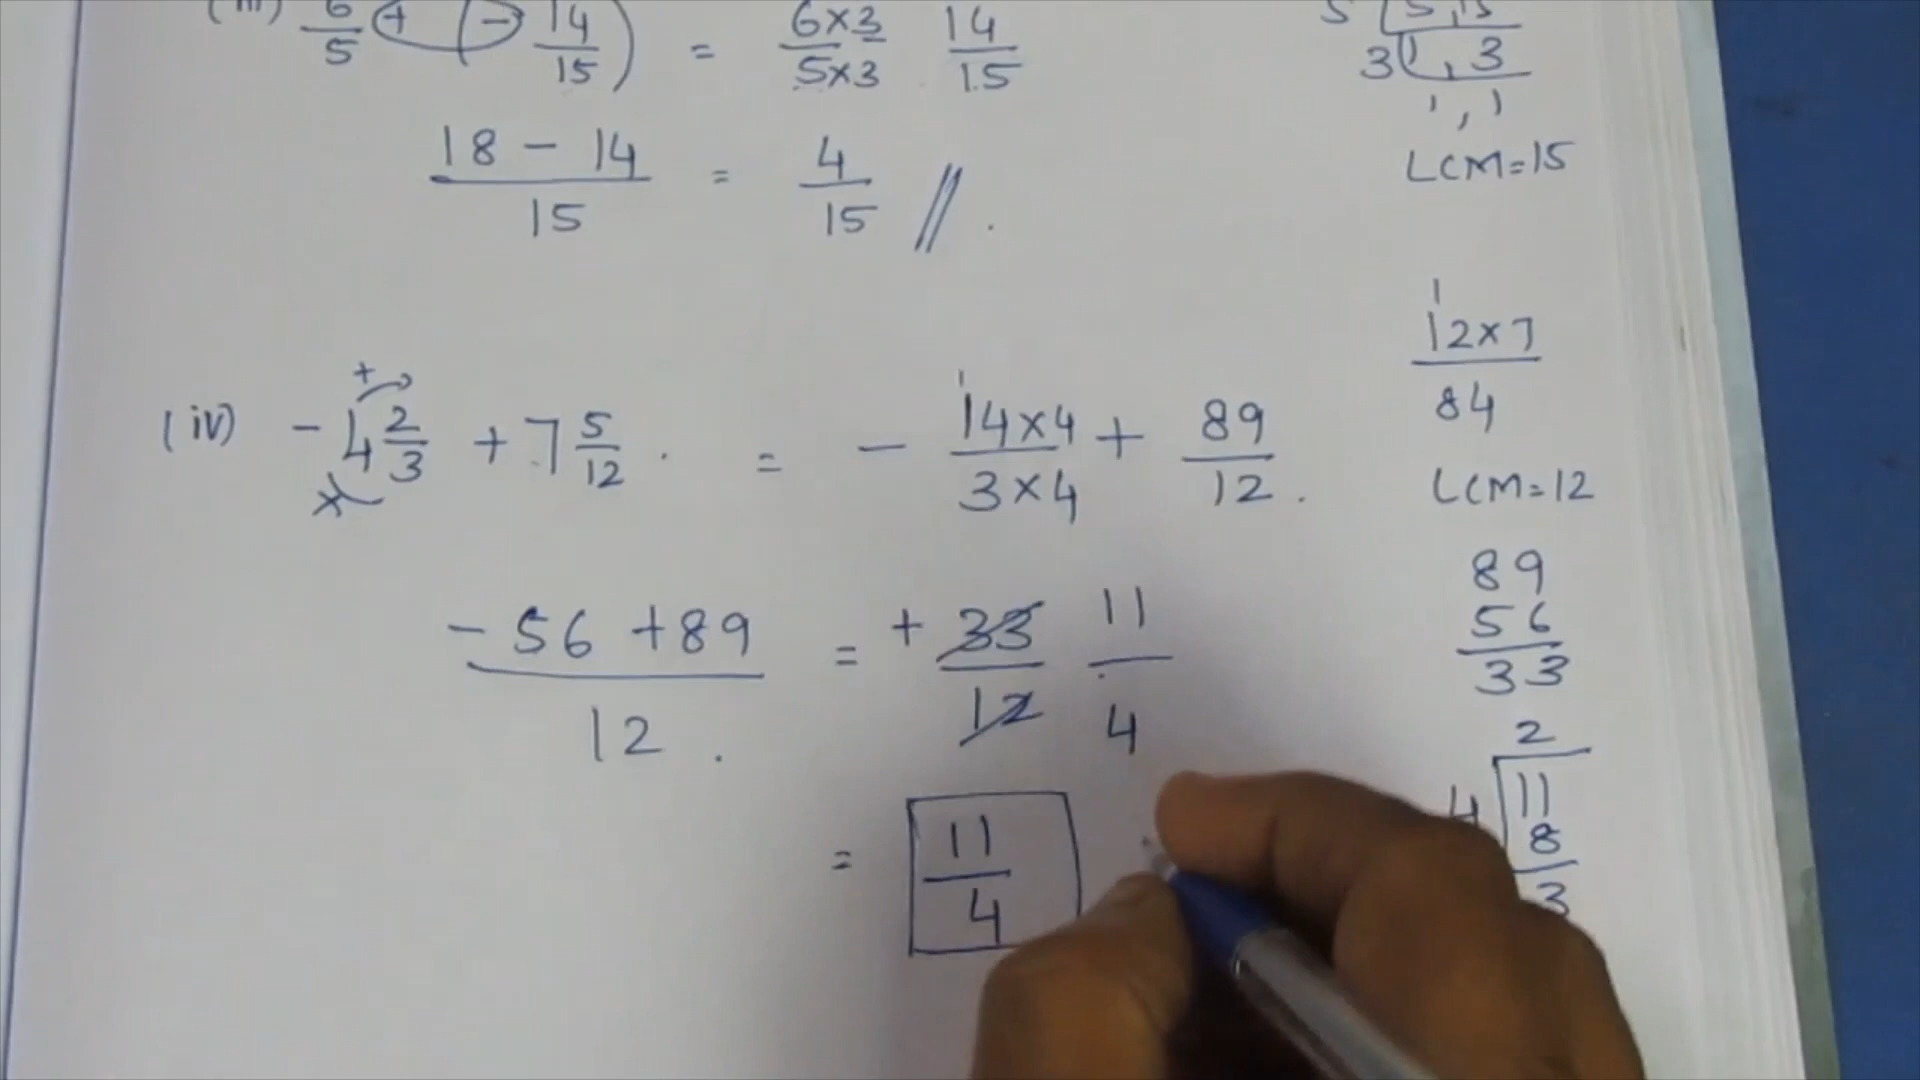 (iii) 6/5 + (- 14/15) = 6×3/5×3 14/15
18 - 14/15 = 4/15 //.
5 | 5, 15
3 | 1, 3
1, 1
LCM=15
(iv) - 4 2/3 + 7 5/12 . = - 14×4/3×4 + 89/12 .
+
×
1
- 56 + 89/12 . = + 33/12 11/4
= 11/4
1
12×7
84
LCM=12
89
56
33
2
4 11
8
3